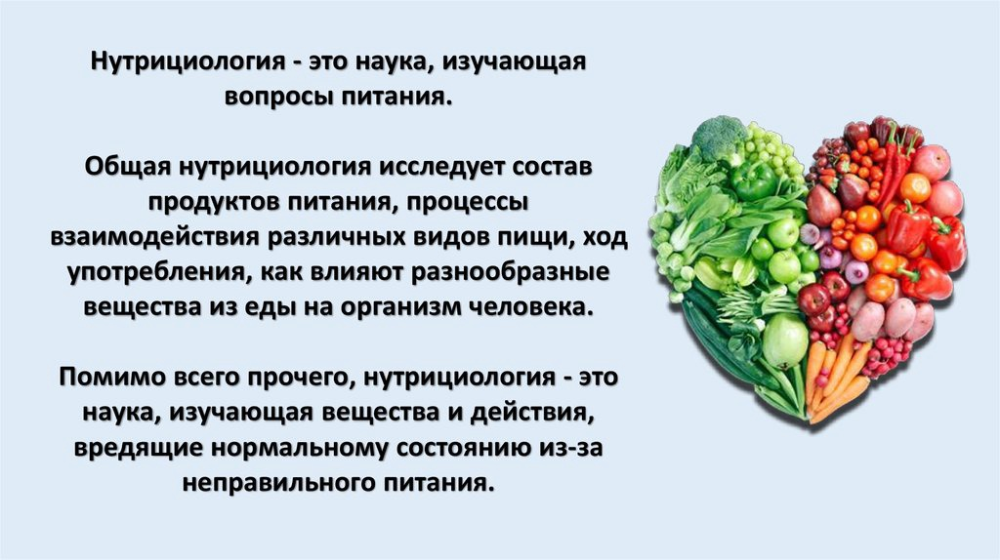 Нутрициология - это наука, изучающая
вопросы питания.
Общая нутрициология исследует состав
продуктов питания, процессы
взаимодействия различных видов пищи, ход
употребления, как влияют разнообразные
вещества из еды на организм человека.
Помимо всего прочего, нутрициология - это
наука, изучающая вещества и действия,
вредящие нормальному состоянию из-за
неправильного питания.